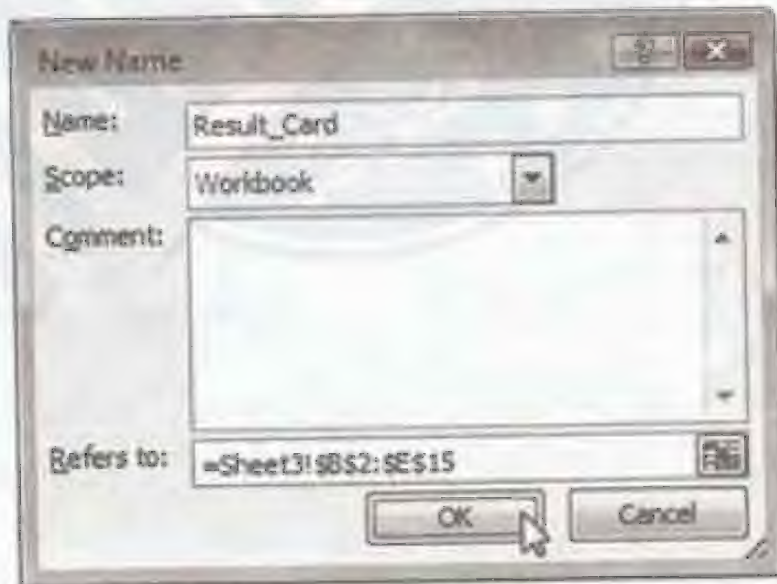 New Name
Name: Result_Card
Scope: Workbook
Comment:
Refers to: =Sheet3!$B$2:$E$15
OK Cancel